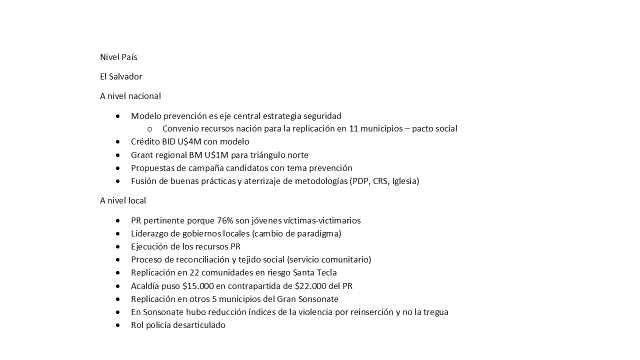 Nivel País
El Salvador
A nivel nacional
• Modelo prevención es eje central estrategia seguridad
o Convenio recursos nación para la replicación en 11 municipios – pacto social
• Crédito BID U$4M con modelo
• Grant regional BM U$1M para triángulo norte
• Propuestas de campaña candidatos con tema prevención
• Fusión de buenas prácticas y aterrizaje de metodologías (PDP, CRS, Iglesia)
A nivel local
• PR pertinente porque 76% son jóvenes víctimas-victimarios
• Liderazgo de gobiernos locales (cambio de paradigma)
• Ejecución de los recursos PR
• Proceso de reconciliación y tejido social (servicio comunitario)
• Replicación en 22 comunidades en riesgo Santa Tecla
• Acaldía puso $15.000 en contrapartida de $22.000 del PR
• Replicación en otros 5 municipios del Gran Sonsonate
• En Sonsonate hubo reducción índices de la violencia por reinserción y no la tregua
• Rol policía desarticulado